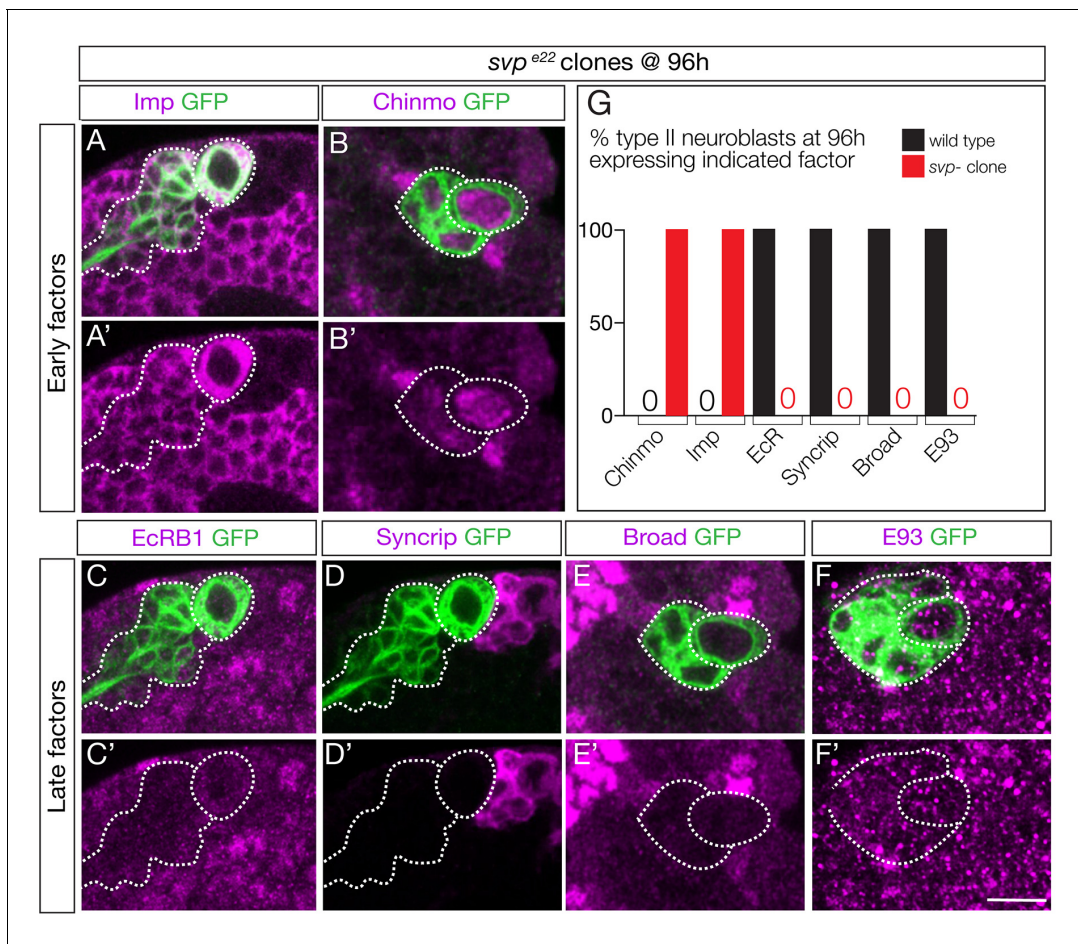 svp e22 clones @ 96h
Imp GFP
Chinmo GFP
Early factors
A
B
A'
B'
G
% type II neuroblasts at 96h
expressing indicated factor
wild type
svp- clone
100
50
0
0
0
0
0
0
0
Chinmo
Imp
EcR
Syncrip
Broad
E93
EcRB1 GFP
Syncrip GFP
Broad GFP
E93 GFP
Late factors
C
D
E
F
C'
D'
E'
F'